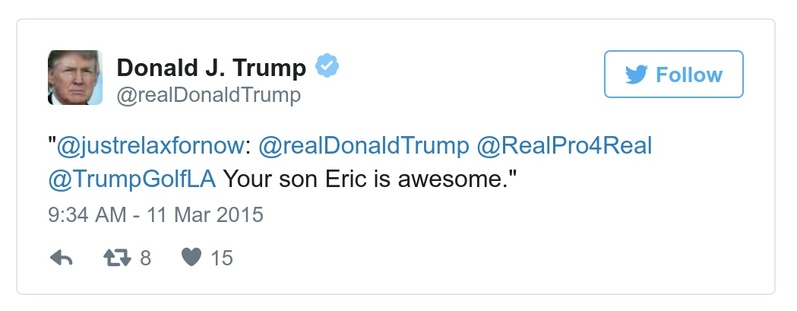 Donald J. Trump
@realDonaldTrump
Follow
"@justrelaxfornow: @realDonaldTrump @RealPro4Real
@TrumpGolfLA Your son Eric is awesome."
9:34 AM - 11 Mar 2015
8 15